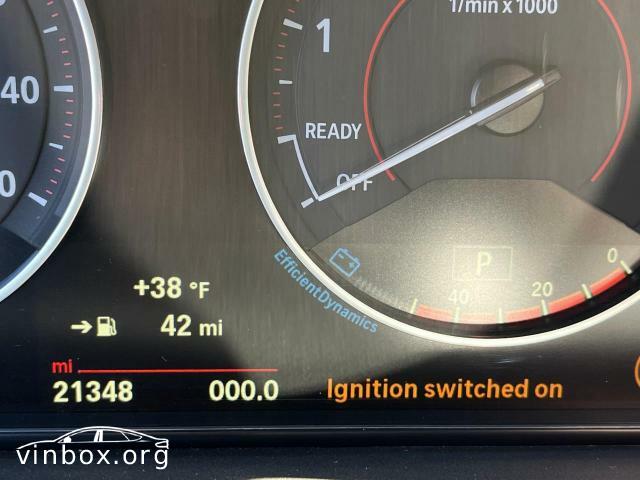 1/min x 1000
1
40
0
READY
OFF
EfficientDynamics
P
40
20
0
+38 °F
➔ 42 mi
mi
21348 000.0
Ignition switched on
vinbox.org